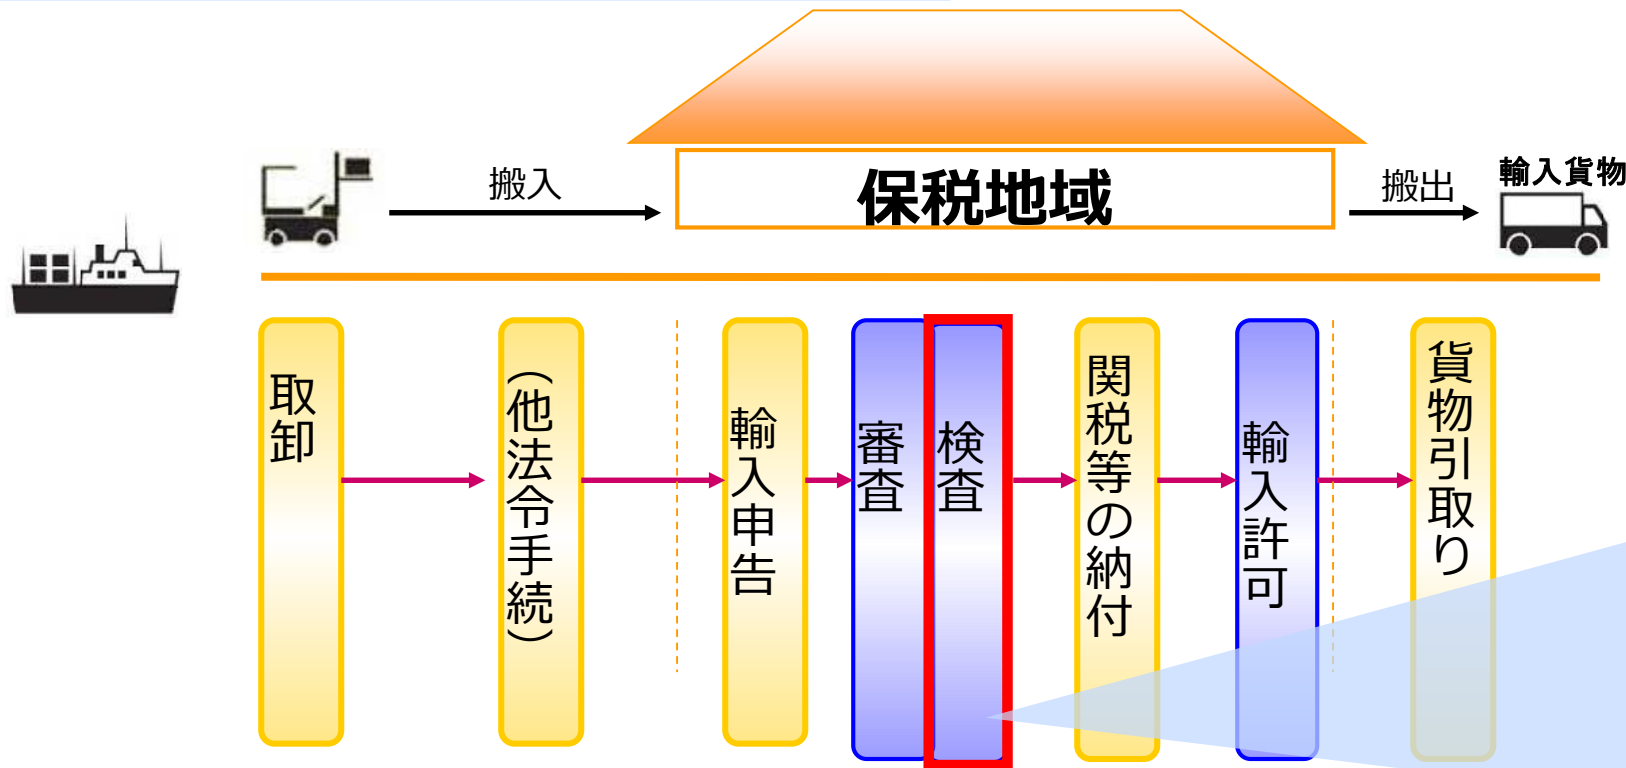 搬入
保税地域
搬出
輸入貨物
取卸
（他法令手続）
輸入申告
審査
検査
関税等の納付
輸入許可
貨物引取り